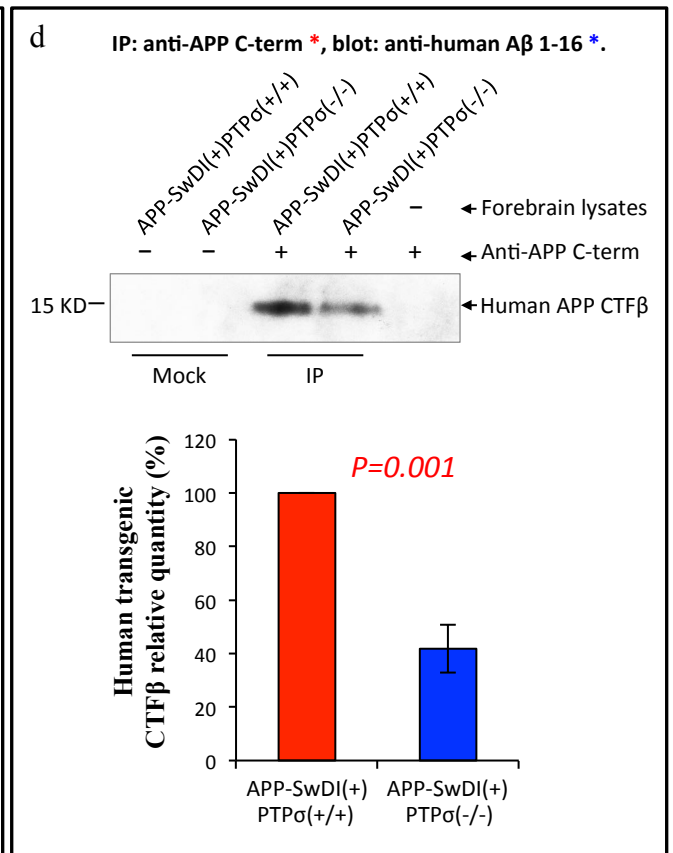 d
IP: anti-APP C-term *, blot: anti-human Aβ 1-16 *.
APP-SwDI(+)PTPσ(+/+)
APP-SwDI(+)PTPσ(-/-)
APP-SwDI(+)PTPσ(+/+)
APP-SwDI(+)PTPσ(-/-)
– Forebrain lysates
– – + + + Anti-APP C-term
15 KD Human APP CTFβ
Mock IP
Human transgenic
CTFβ relative quantity (%)
120
100
80
60
40
20
0
P=0.001
APP-SwDI(+) APP-SwDI(+)
PTPσ(+/+) PTPσ(-/-)